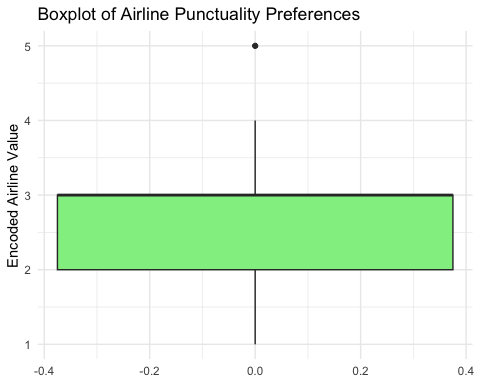 Boxplot of Airline Punctuality Preferences
5
4
3
2
1
Encoded Airline Value
-0.4 -0.2 0.0 0.2 0.4